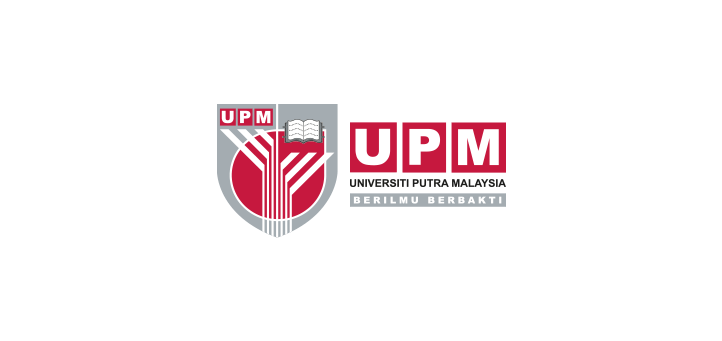 UPM
UPM
UNIVERSITI PUTRA MALAYSIA
BERILMU BERBAKTI